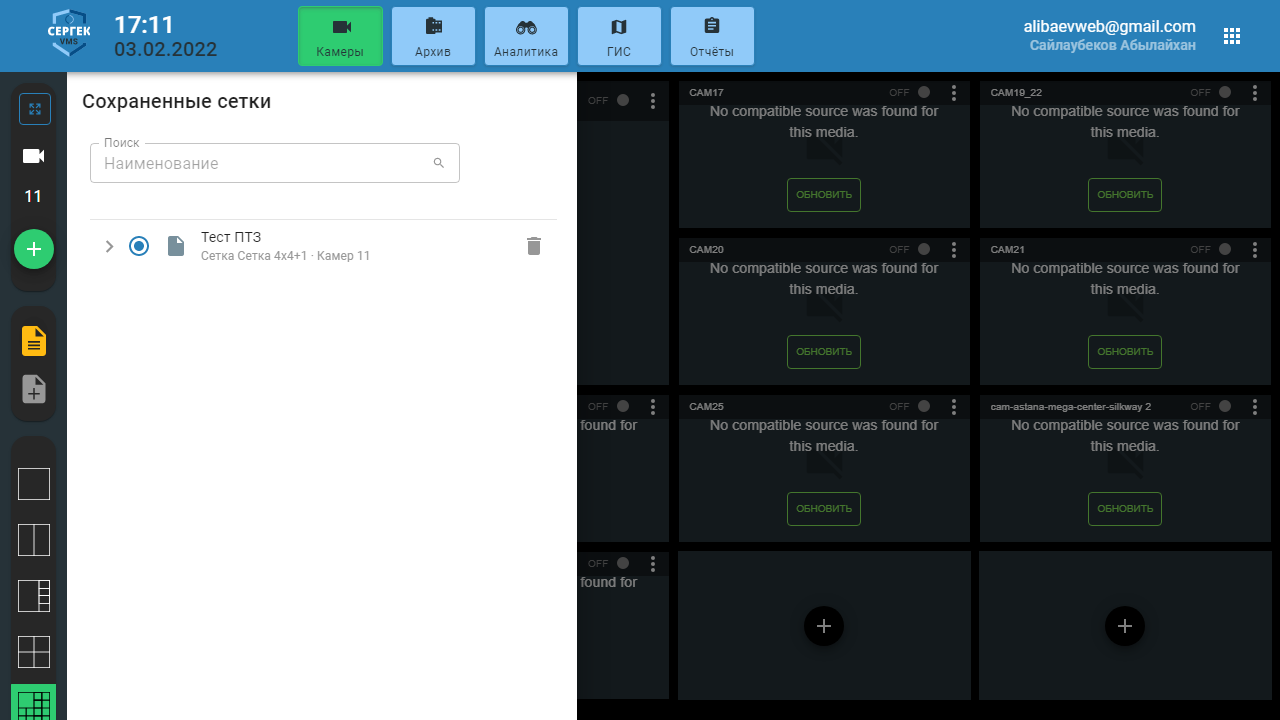 СЕРГЕК
VMS
17:11
03.02.2022
Камеры
Архив
Аналитика
ГИС
Отчёты
alibaevweb@gmail.com
Сайлаубеков Абылайхан
11
Сохраненные сетки
Поиск
Наименование
Тест ПТЗ
Сетка Сетка 4x4+1 · Камер 11
OFF
CAM17
OFF
No compatible source was found for
this media.
ОБНОВИТЬ
CAM19_22
OFF
No compatible source was found for
this media.
ОБНОВИТЬ
CAM20
OFF
No compatible source was found for
this media.
ОБНОВИТЬ
CAM21
OFF
No compatible source was found for
this media.
ОБНОВИТЬ
OFF
found for
CAM25
OFF
No compatible source was found for
this media.
ОБНОВИТЬ
cam-astana-mega-center-silkway 2
OFF
No compatible source was found for
this media.
ОБНОВИТЬ
OFF
found for